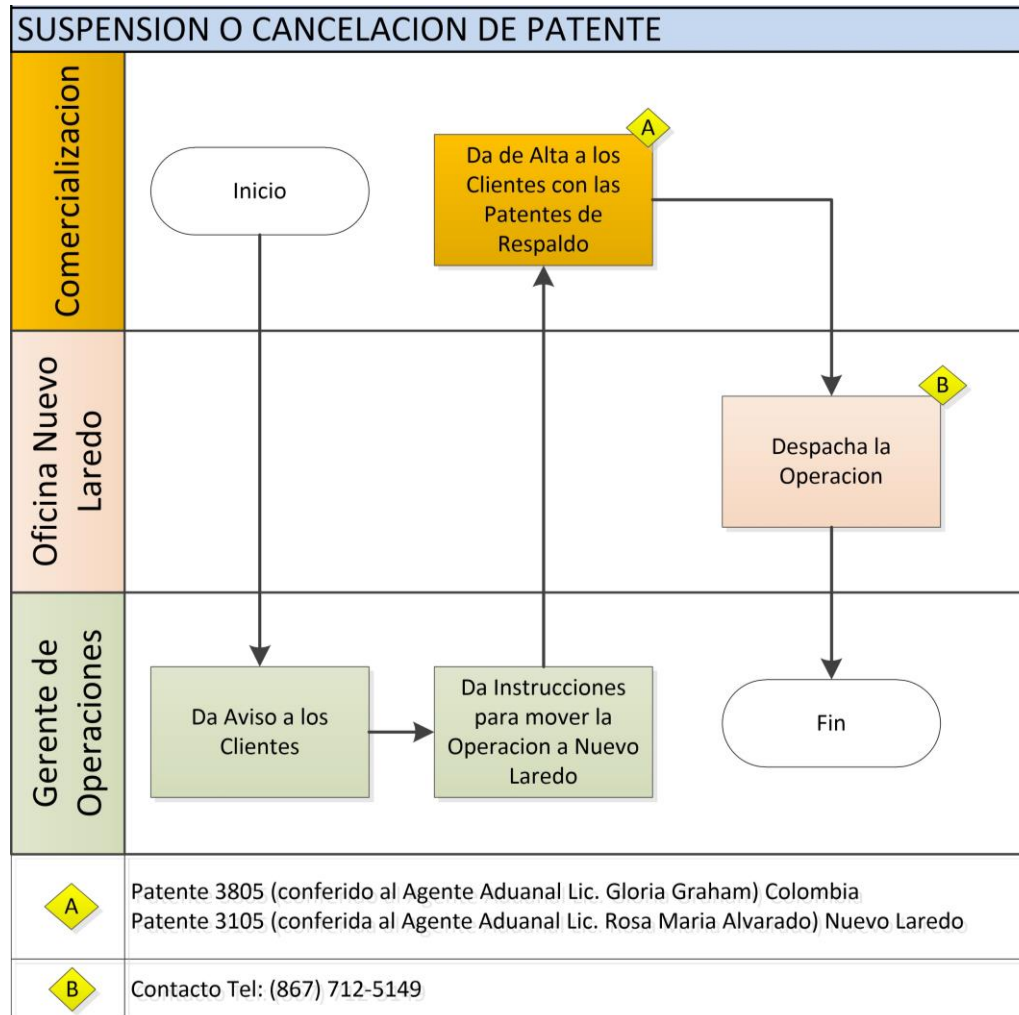 SUSPENSION O CANCELACION DE PATENTE
Comercializacion
Inicio
Da de Alta a los
Clientes con las
Patentes de
Respaldo
A
Oficina Nuevo
Laredo
Despacha la
Operacion
B
Gerente de
Operaciones
Da Aviso a los
Clientes
Da Instrucciones
para mover la
Operacion a Nuevo
Laredo
Fin
A
Patente 3805 (conferido al Agente Aduanal Lic. Gloria Graham) Colombia
Patente 3105 (conferida al Agente Aduanal Lic. Rosa Maria Alvarado) Nuevo Laredo
B
Contacto Tel: (867) 712-5149